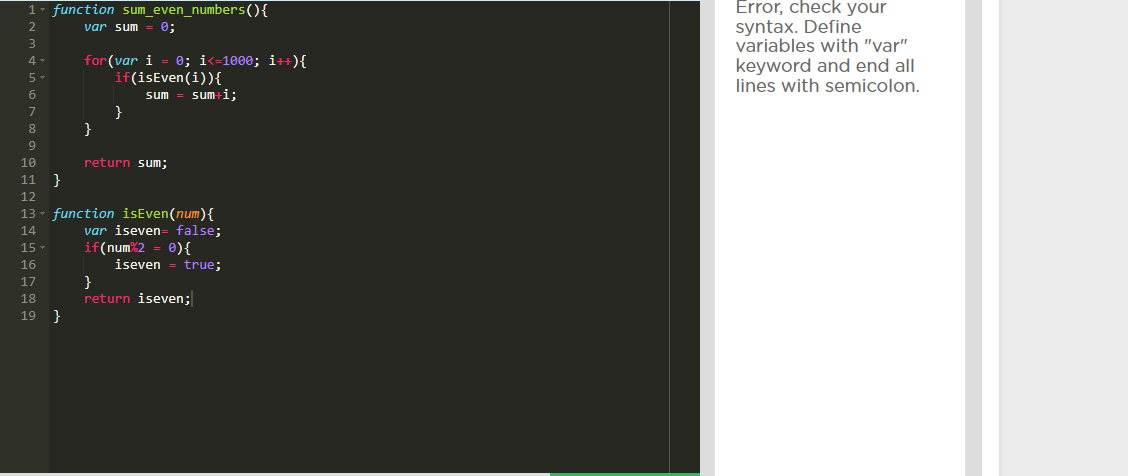 1 function sum_even_numbers(){
2 var sum = 0;
3
4 for(var i = 0; i<=1000; i++){
5 if(isEven(i)){
6 sum = sum+i;
7 }
8 }
9
10 return sum;
11 }
12
13 function isEven(num){
14 var iseven= false;
15 if(num%2 = 0){
16 iseven = true;
17 }
18 return iseven;
19 }
Error, check your
syntax. Define
variables with "var"
keyword and end all
lines with semicolon.